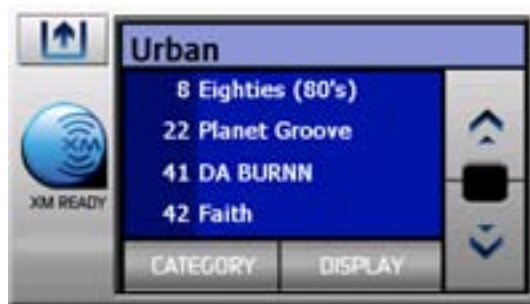 Urban
8 Eighties (80's)
22 Planet Groove
41 DA BURNN
42 Faith
XM
XM READY
CATEGORY DISPLAY